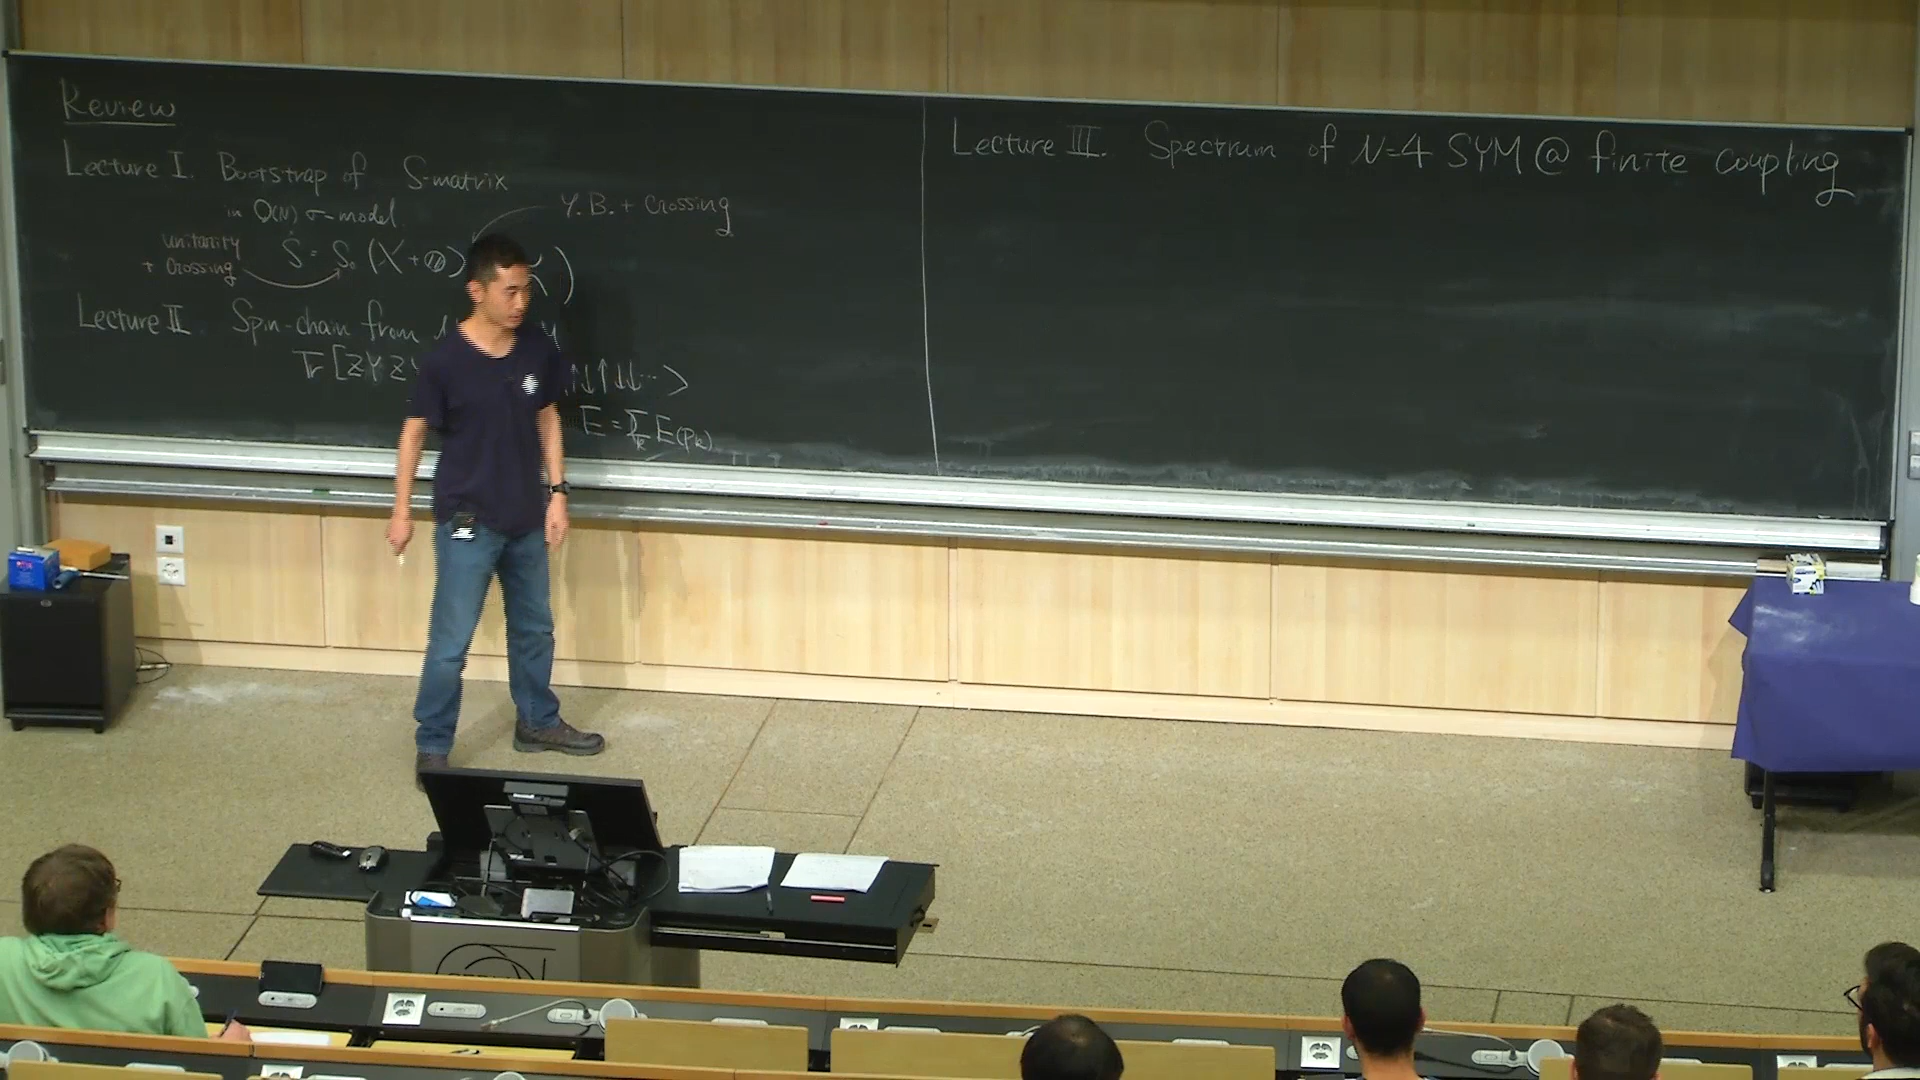 Review
Lecture I. Bootstrap of S-matrix
in O(N) σ-model.
Y.B. + Crossing
unitarity
+ Crossing
S = S₀ (
Lecture II. Spin-chain from
Tr [ZYZY
↑↓↓⋯ >
E = Σₖ E(pₖ)
Lecture III. Spectrum of N=4 SYM @ finite coupling